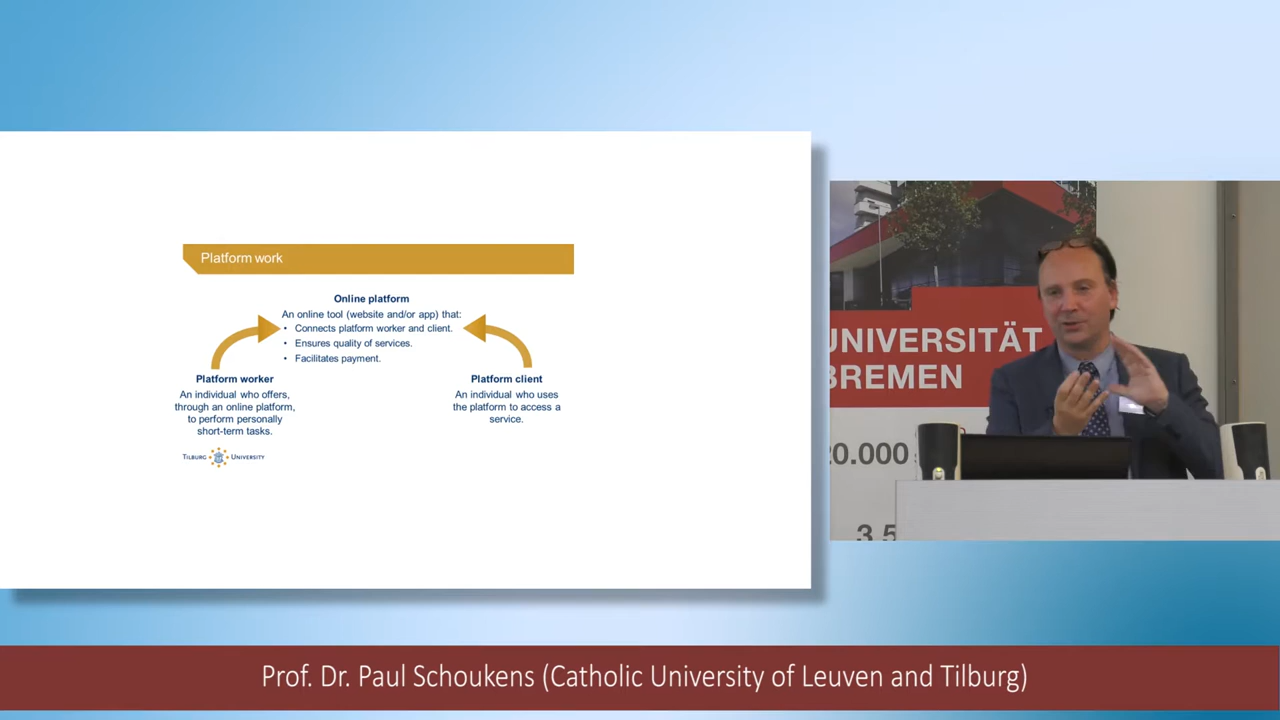 Platform work
Online platform
An online tool (website and/or app) that:
• Connects platform worker and client.
• Ensures quality of services.
• Facilitates payment.
Platform worker
An individual who offers,
through an online platform,
to perform personally
short-term tasks.
Platform client
An individual who uses
the platform to access a
service.
TILBURG UNIVERSITY
UNIVERSITÄT
BREMEN
20.000
3.5
Prof. Dr. Paul Schoukens (Catholic University of Leuven and Tilburg)